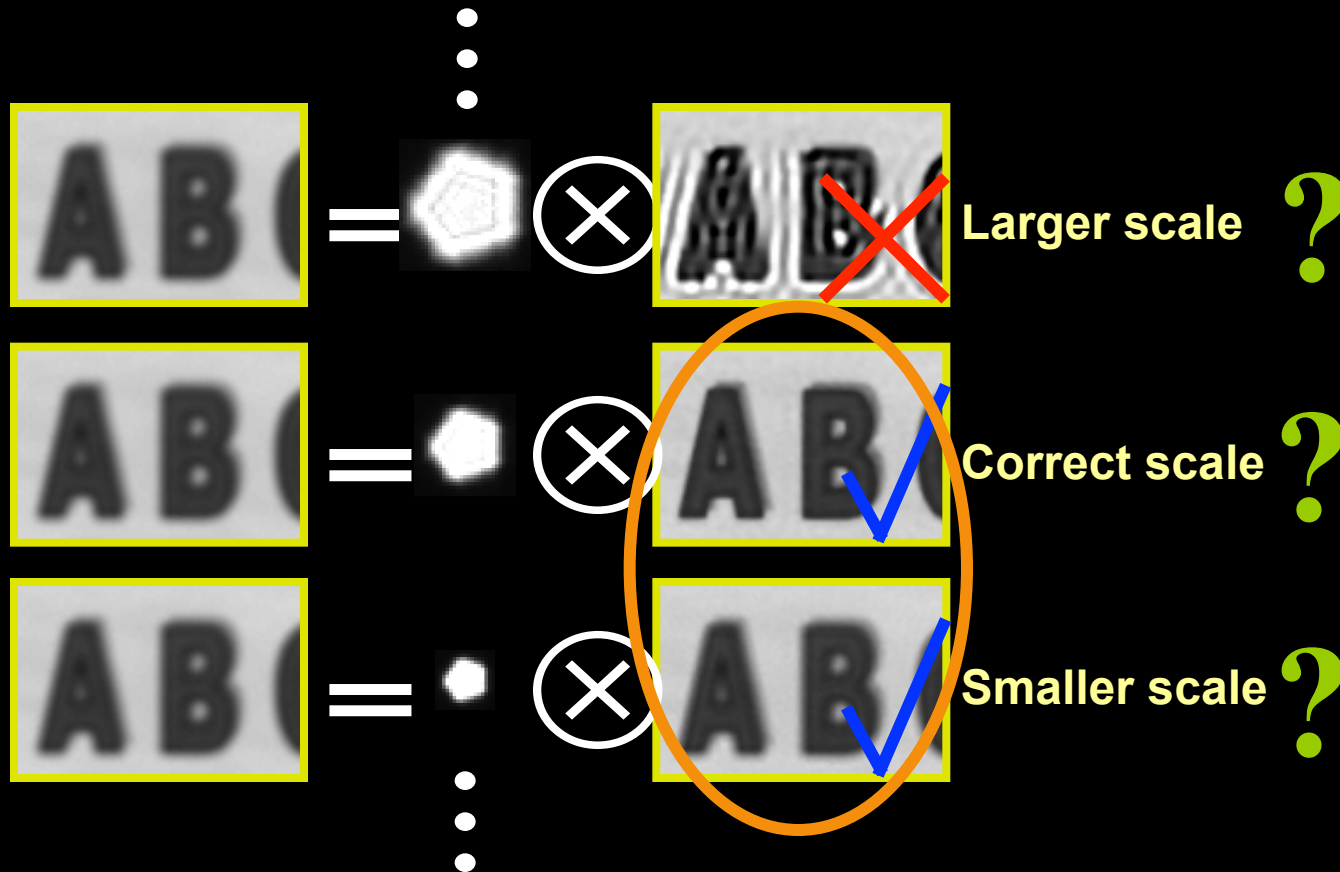 A B
=
Larger scale ?
A B
=
Correct scale ?
A B
=
Smaller scale ?